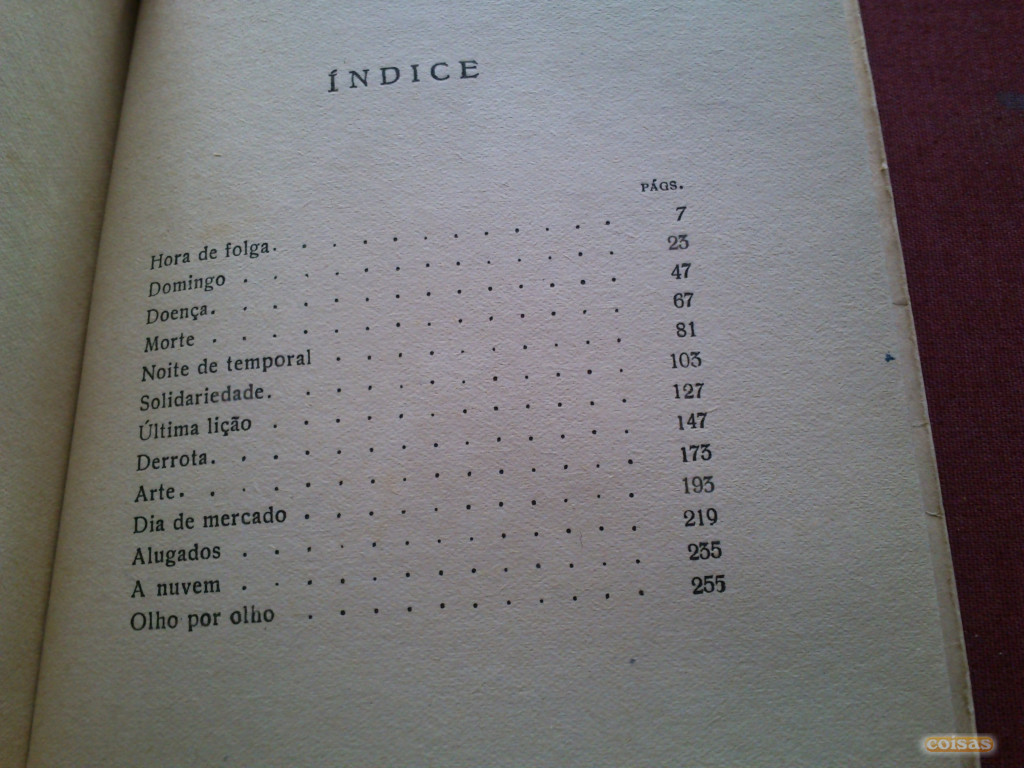 ÍNDICE
PÁGS.
Hora de folga. . . . . . . . . . . . 7
Domingo . . . . . . . . . . . . . 23
Doença. . . . . . . . . . . . . . 47
Morte . . . . . . . . . . . . . . 67
Noite de temporal . . . . . . . . . . 81
Solidariedade. . . . . . . . . . . . 103
Última lição . . . . . . . . . . . . 127
Derrota. . . . . . . . . . . . . . 147
Arte. . . . . . . . . . . . . . . 173
Dia de mercado . . . . . . . . . . . 193
Alugados . . . . . . . . . . . . . 219
A nuvem . . . . . . . . . . . . . 235
Olho por olho . . . . . . . . . . . 255
coisas